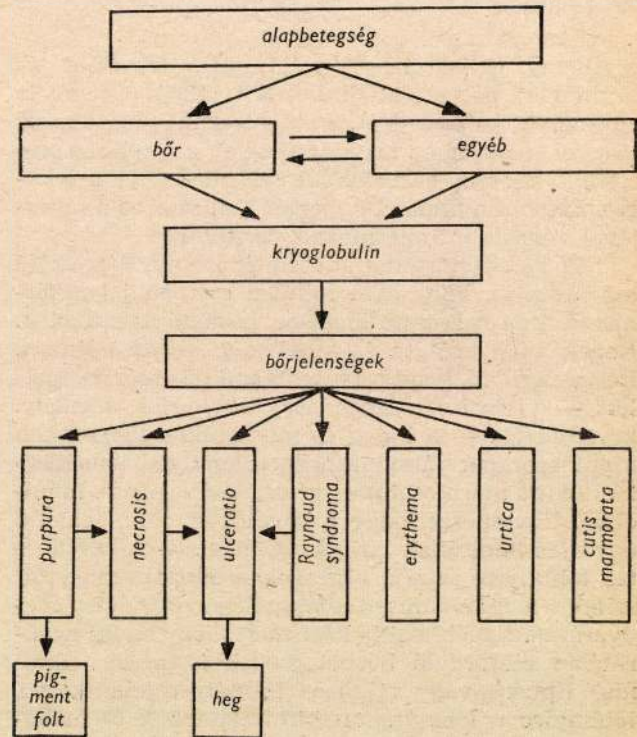 alapbetegség
bőr
egyéb
kryoglobulin
bőrjelenségek
purpura
necrosis
ulceratio
Raynaud
syndroma
erythema
urtica
cutis
marmorata
pig-
ment
folt
heg